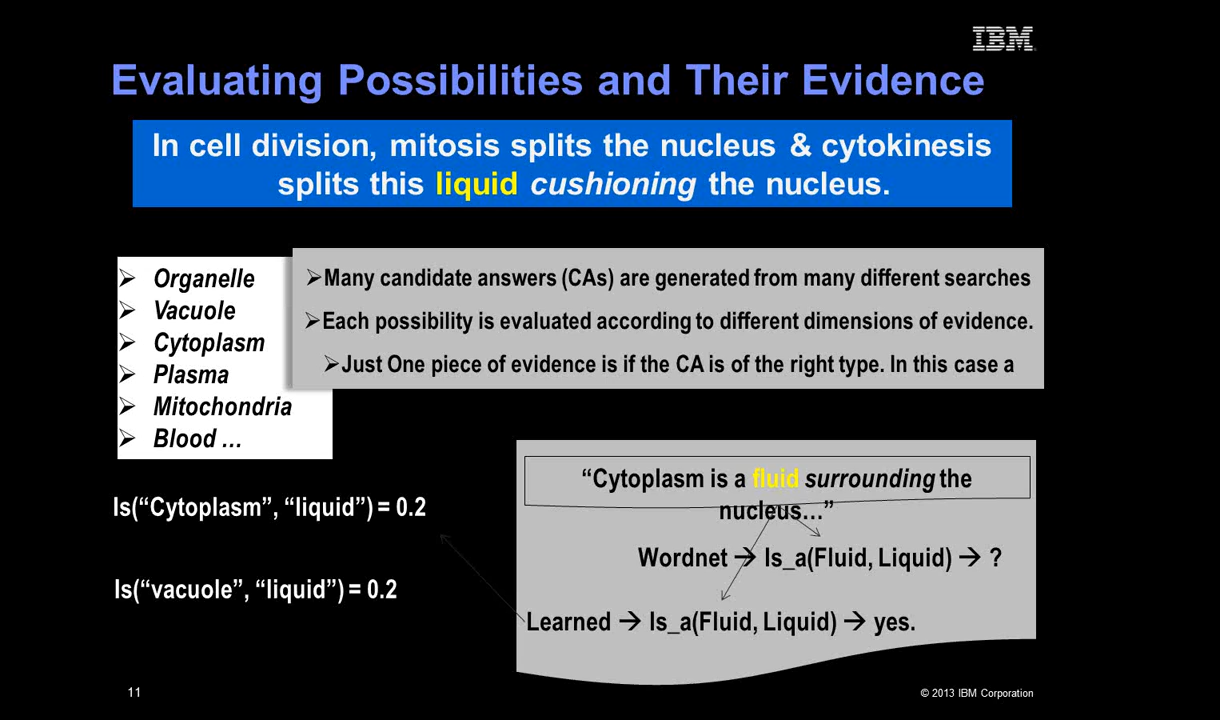 IBM
Evaluating Possibilities and Their Evidence
In cell division, mitosis splits the nucleus & cytokinesis
splits this liquid cushioning the nucleus.
➢ Organelle
➢ Vacuole
➢ Cytoplasm
➢ Plasma
➢ Mitochondria
➢ Blood …
➢Many candidate answers (CAs) are generated from many different searches
➢Each possibility is evaluated according to different dimensions of evidence.
➢Just One piece of evidence is if the CA is of the right type. In this case a
Is(“Cytoplasm”, “liquid”) = 0.2
Is(“vacuole”, “liquid”) = 0.2
“Cytoplasm is a fluid surrounding the
nucleus…”
Wordnet → Is_a(Fluid, Liquid) → ?
Learned → Is_a(Fluid, Liquid) → yes.
11
© 2013 IBM Corporation